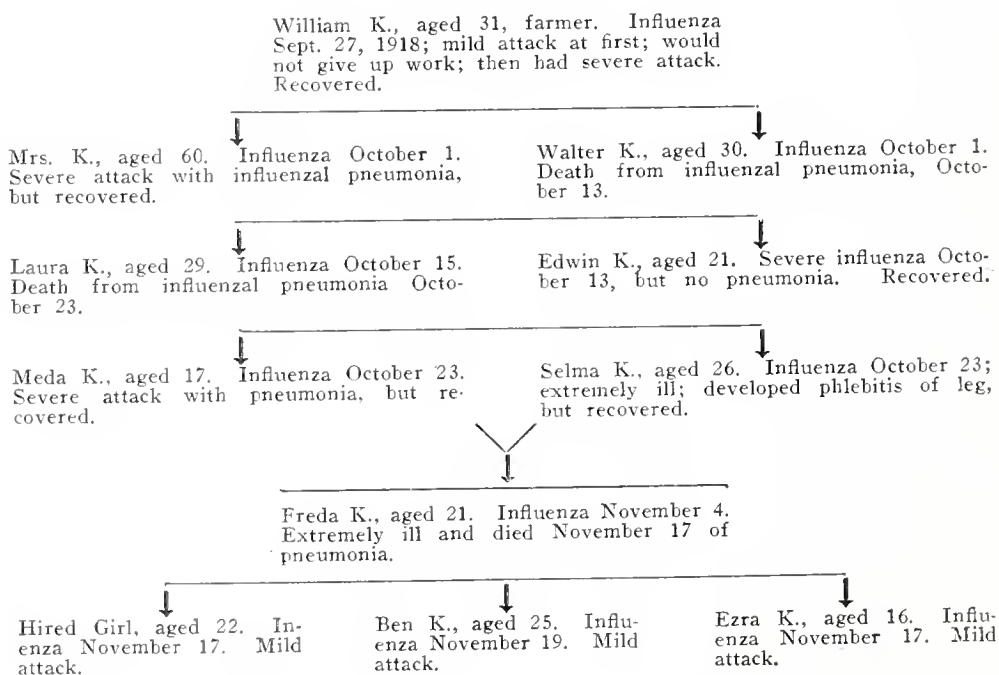 William K., aged 31, farmer. Influenza
Sept. 27, 1918; mild attack at first; would
not give up work; then had severe attack.
Recovered.
Mrs. K., aged 60. Influenza October 1.
Severe attack with influenzal pneumonia,
but recovered.
Walter K., aged 30. Influenza October 1.
Death from influenzal pneumonia, Octo-
ber 13.
Laura K., aged 29. Influenza October 15.
Death from influenzal pneumonia Octo-
ber 23.
Edwin K., aged 21. Severe influenza Octo-
ber 13, but no pneumonia. Recovered.
Meda K., aged 17. Influenza October 23.
Severe attack with pneumonia, but re-
covered.
Selma K., aged 26. Influenza October 23;
extremely ill; developed phlebitis of leg,
but recovered.
Freda K., aged 21. Influenza November 4.
Extremely ill and died November 17 of
pneumonia.
Hired Girl, aged 22. In-
enza November 17. Mild
attack.
Ben K., aged 25. Influ-
enza November 19. Mild
attack.
Ezra K., aged 16. Influ-
enza November 17. Mild
attack.